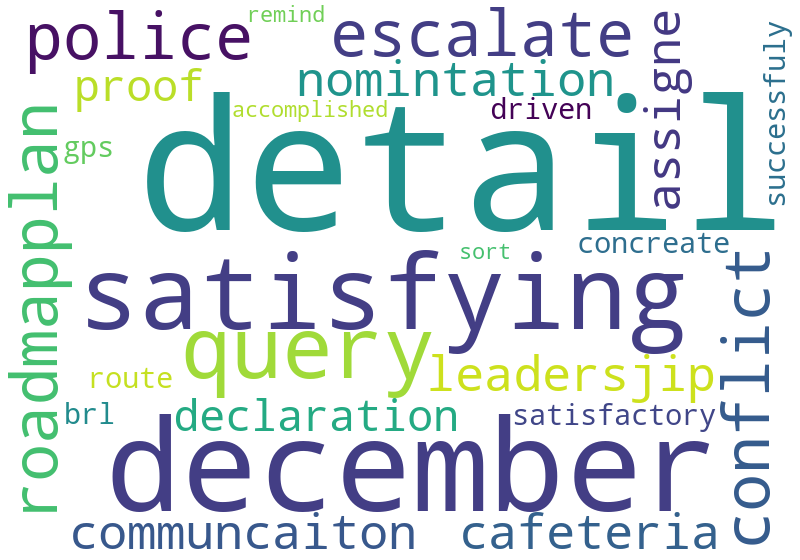 remind
police
escalate
proof
nomintation
assigne
successfuly
accomplished
driven
gps
detail
roadmapplan
concreate
sort
satisfying
conflict
query
route
leadersjip
brl
declaration
satisfactory
december
communcaiton
cafeteria